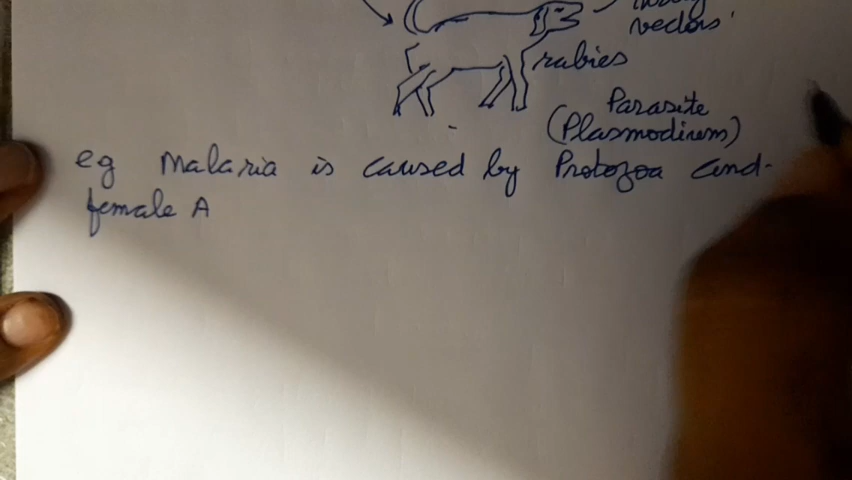 vectors'
rabies
Parasite
(Plasmodium)
eg Malaria is caused by Protozoa and
female A